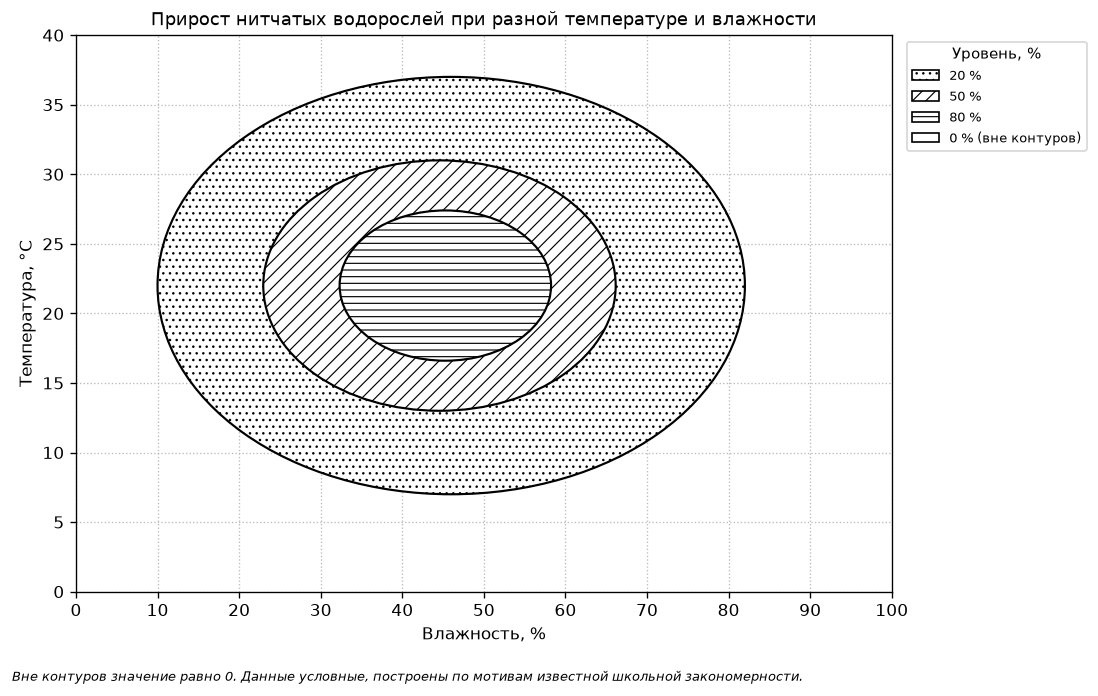 Прирост нитчатых водорослей при разной температуре и влажности
Уровень, %
20 %
50 %
80 %
0 % (вне контуров)
Температура, °C
40
35
30
25
20
15
10
5
0
0 10 20 30 40 50 60 70 80 90 100
Влажность, %
Вне контуров значение равно 0. Данные условные, построены по мотивам известной школьной закономерности.